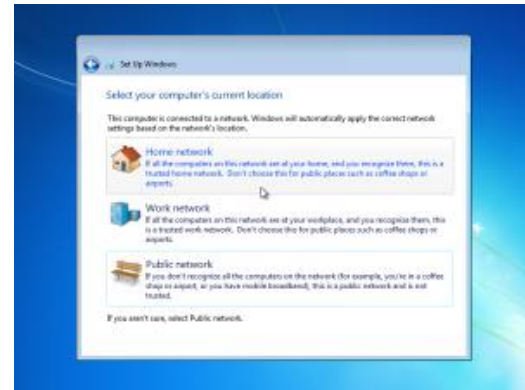 Set Up Windows
Select your computer's current location
This computer is connected to a network. Windows will automatically apply the correct network
settings based on the network's location.
Home network
If all the computers on this network are at your home, and you recognize them, this is a
trusted home network. Don't choose this for public places such as coffee shops or
airports.
Work network
If all the computers on this network are at your workplace, and you recognize them, this
is a trusted work network. Don't choose this for public places such as coffee shops or
airports.
Public network
If you don't recognize all the computers on the network (for example, you're in a coffee
shop or airport, or you have mobile broadband), this is a public network and is not
trusted.
If you aren't sure, select Public network.